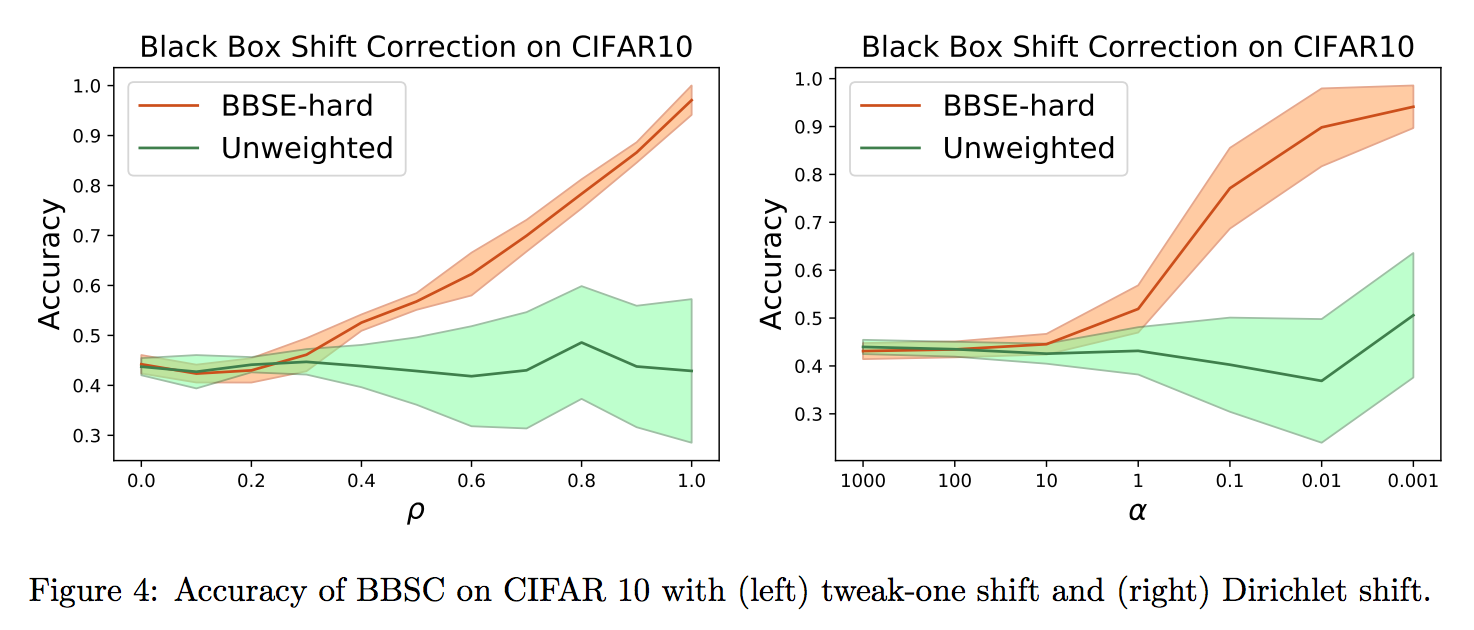 Black Box Shift Correction on CIFAR10
BBSE-hard
Unweighted
Accuracy
1.0
0.9
0.8
0.7
0.6
0.5
0.4
0.3
0.0 0.2 0.4 0.6 0.8 1.0
ρ
Black Box Shift Correction on CIFAR10
BBSE-hard
Unweighted
Accuracy
1.0
0.9
0.8
0.7
0.6
0.5
0.4
0.3
1000 100 10 1 0.1 0.01 0.001
α
Figure 4: Accuracy of BBSC on CIFAR 10 with (left) tweak-one shift and (right) Dirichlet shift.